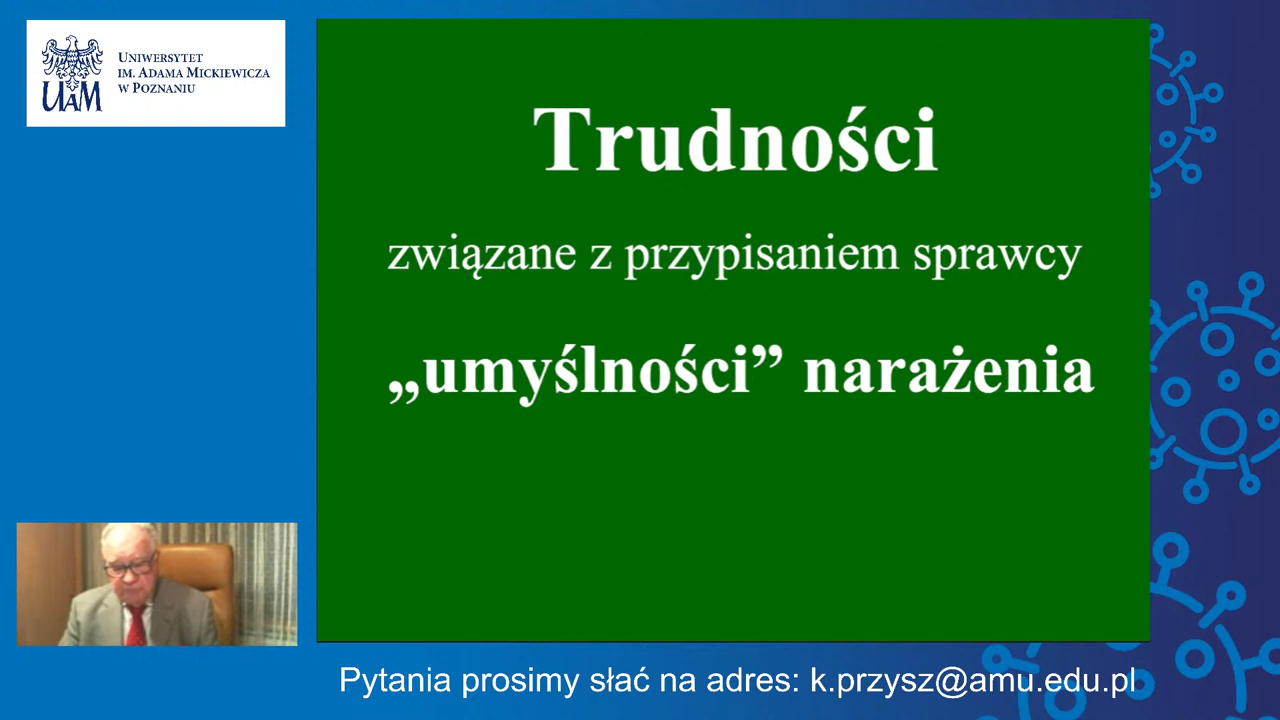 UNIWERSYTET
IM. ADAMA MICKIEWICZA
W POZNANIU
UAM
Trudności
związane z przypisaniem sprawcy
„umyślności” narażenia
Pytania prosimy słać na adres: k.przysz@amu.edu.pl